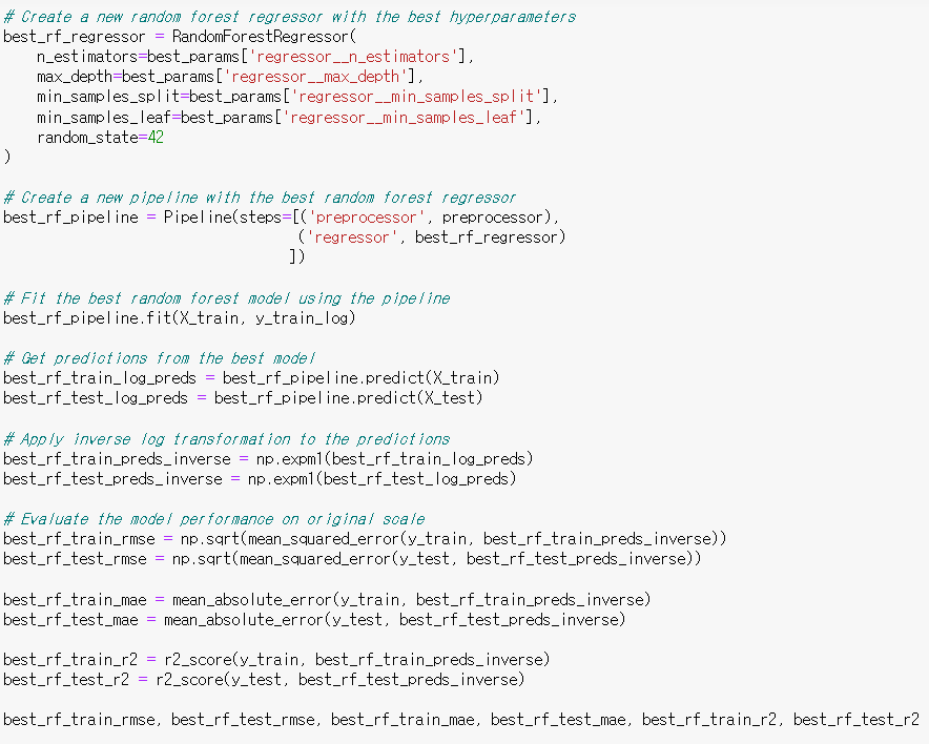 # Create a new random forest regressor with the best hyperparameters
best_rf_regressor = RandomForestRegressor(
    n_estimators=best_params['regressor__n_estimators'],
    max_depth=best_params['regressor__max_depth'],
    min_samples_split=best_params['regressor__min_samples_split'],
    min_samples_leaf=best_params['regressor__min_samples_leaf'],
    random_state=42
)

# Create a new pipeline with the best random forest regressor
best_rf_pipeline = Pipeline(steps=[('preprocessor', preprocessor),
                                   ('regressor', best_rf_regressor)
                                  ])

# Fit the best random forest model using the pipeline
best_rf_pipeline.fit(X_train, y_train_log)

# Get predictions from the best model
best_rf_train_log_preds = best_rf_pipeline.predict(X_train)
best_rf_test_log_preds = best_rf_pipeline.predict(X_test)

# Apply inverse log transformation to the predictions
best_rf_train_preds_inverse = np.expm1(best_rf_train_log_preds)
best_rf_test_preds_inverse = np.expm1(best_rf_test_log_preds)

# Evaluate the model performance on original scale
best_rf_train_rmse = np.sqrt(mean_squared_error(y_train, best_rf_train_preds_inverse))
best_rf_test_rmse = np.sqrt(mean_squared_error(y_test, best_rf_test_preds_inverse))

best_rf_train_mae = mean_absolute_error(y_train, best_rf_train_preds_inverse)
best_rf_test_mae = mean_absolute_error(y_test, best_rf_test_preds_inverse)

best_rf_train_r2 = r2_score(y_train, best_rf_train_preds_inverse)
best_rf_test_r2 = r2_score(y_test, best_rf_test_preds_inverse)

best_rf_train_rmse, best_rf_test_rmse, best_rf_train_mae, best_rf_test_mae, best_rf_train_r2, best_rf_test_r2